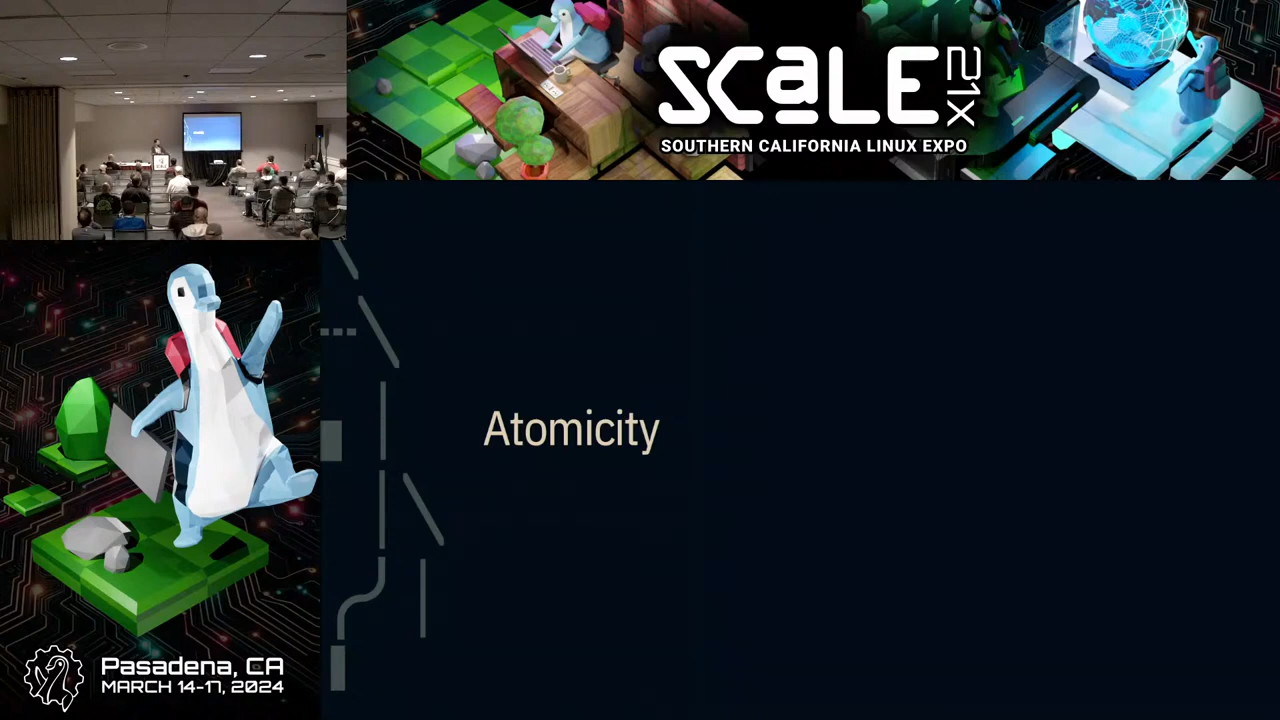 SCaLE 21X
SOUTHERN CALIFORNIA LINUX EXPO
Atomicity
Pasadena, CA
MARCH 14-17, 2024